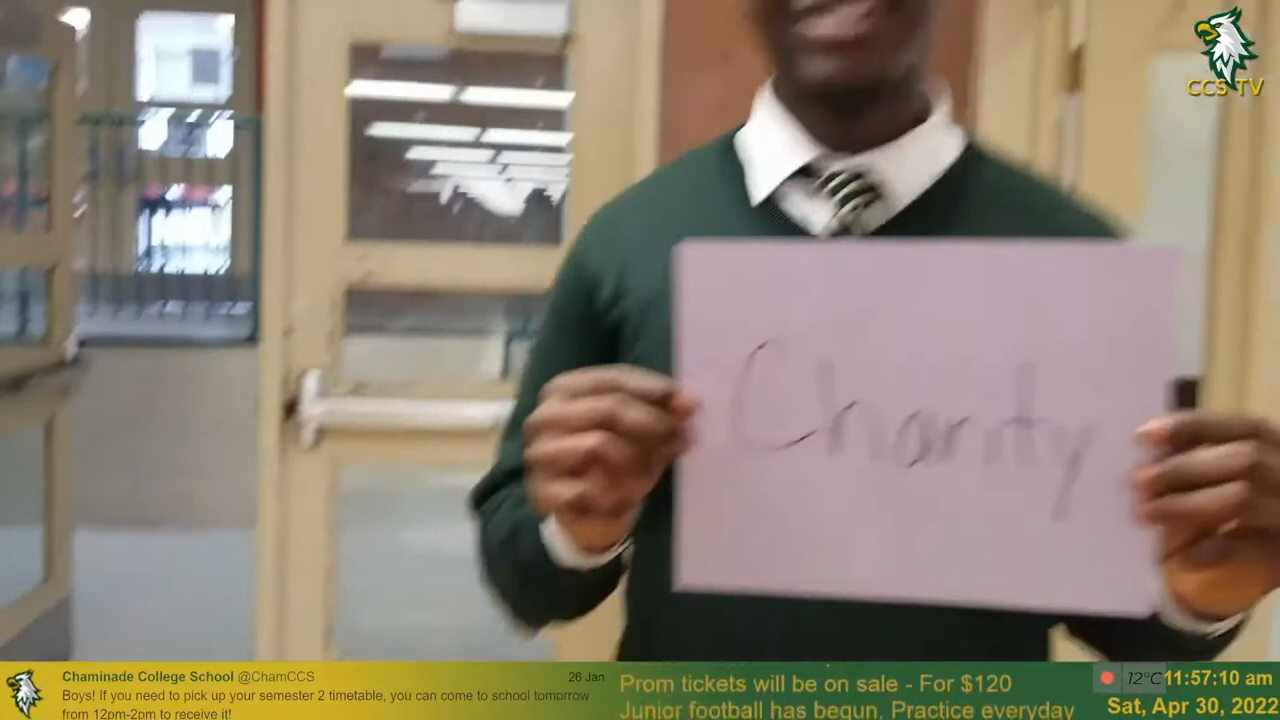 CCS TV
Charity
Chaminade College School @ChamCCS
26 Jan
Boys! If you need to pick up your semester 2 timetable, you can come to school tomorrow
from 12pm-2pm to receive it!
Prom tickets will be on sale - For $120
Junior football has begun. Practice everyday
12°C
11:57:10 am
Sat, Apr 30, 2022